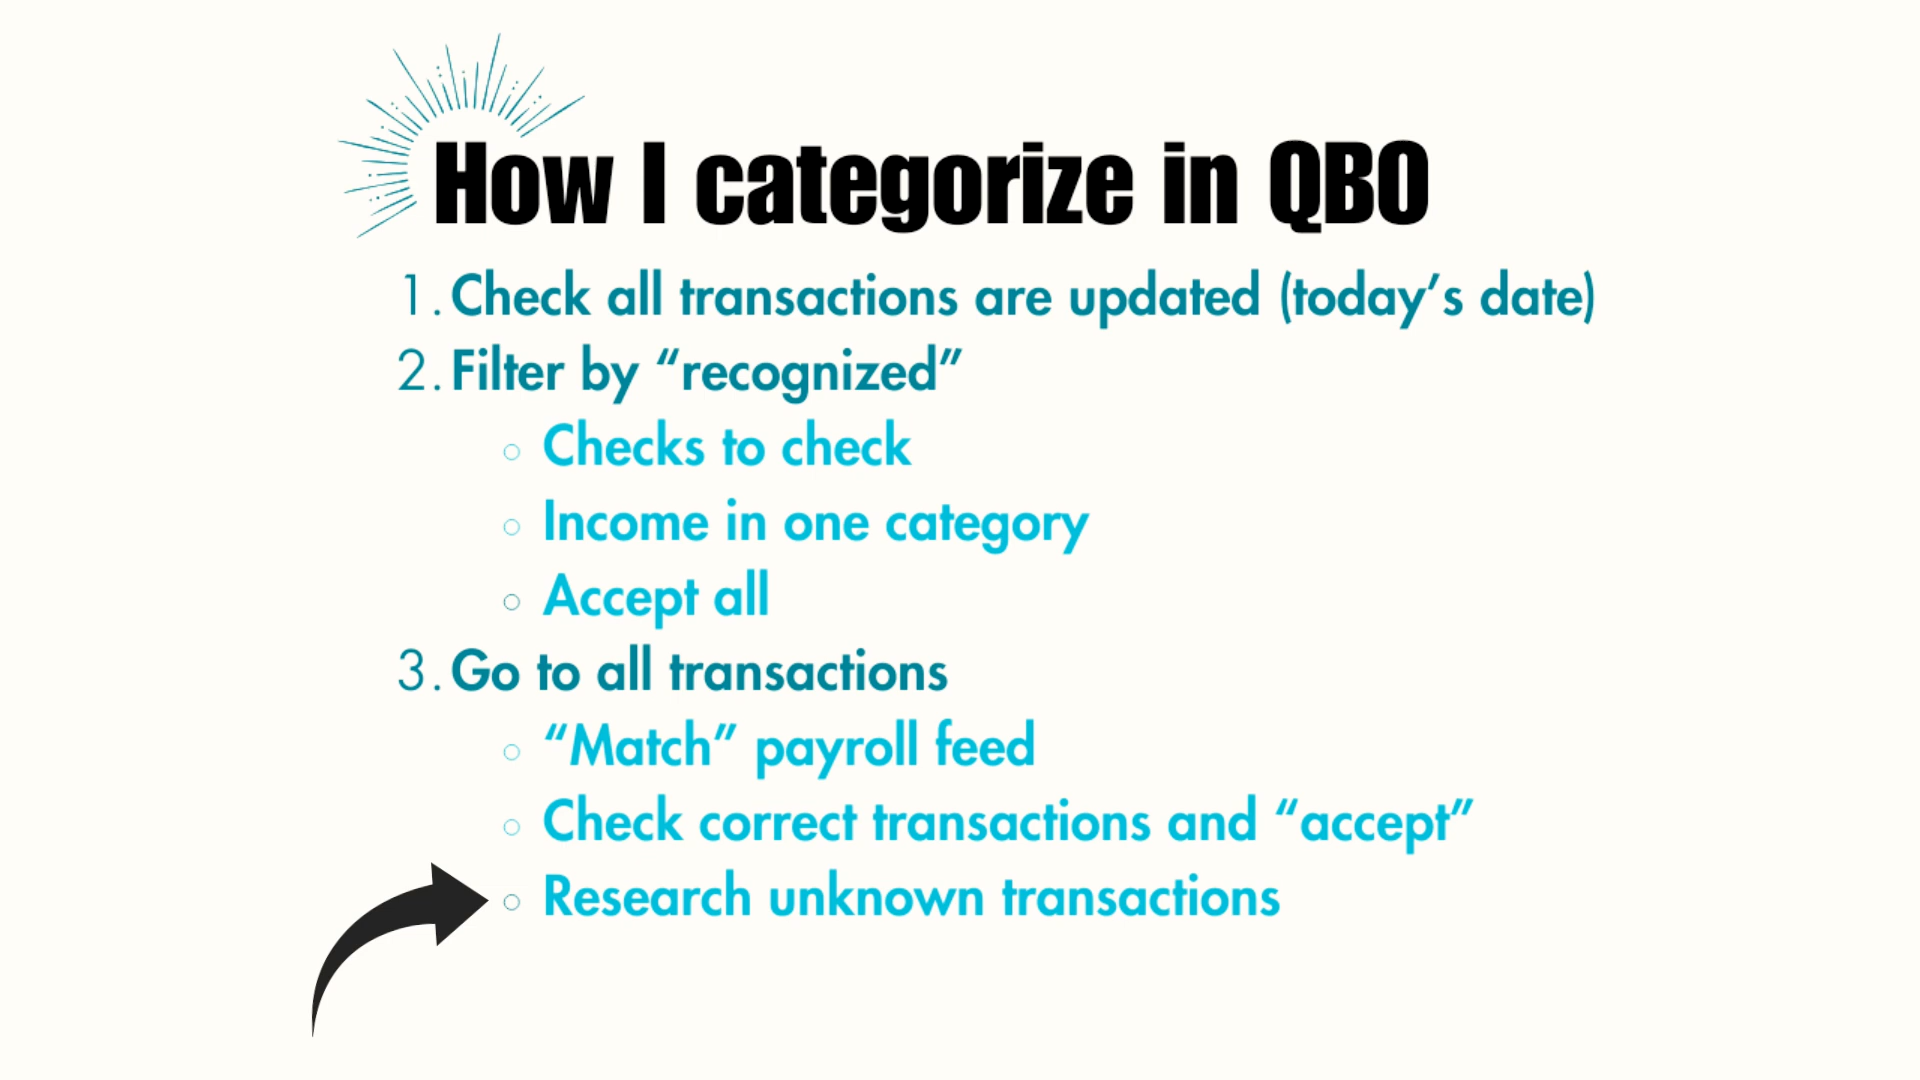 How I categorize in QBO
1. Check all transactions are updated (today’s date)
2. Filter by “recognized”
Checks to check
Income in one category
Accept all
3. Go to all transactions
“Match” payroll feed
Check correct transactions and “accept”
Research unknown transactions